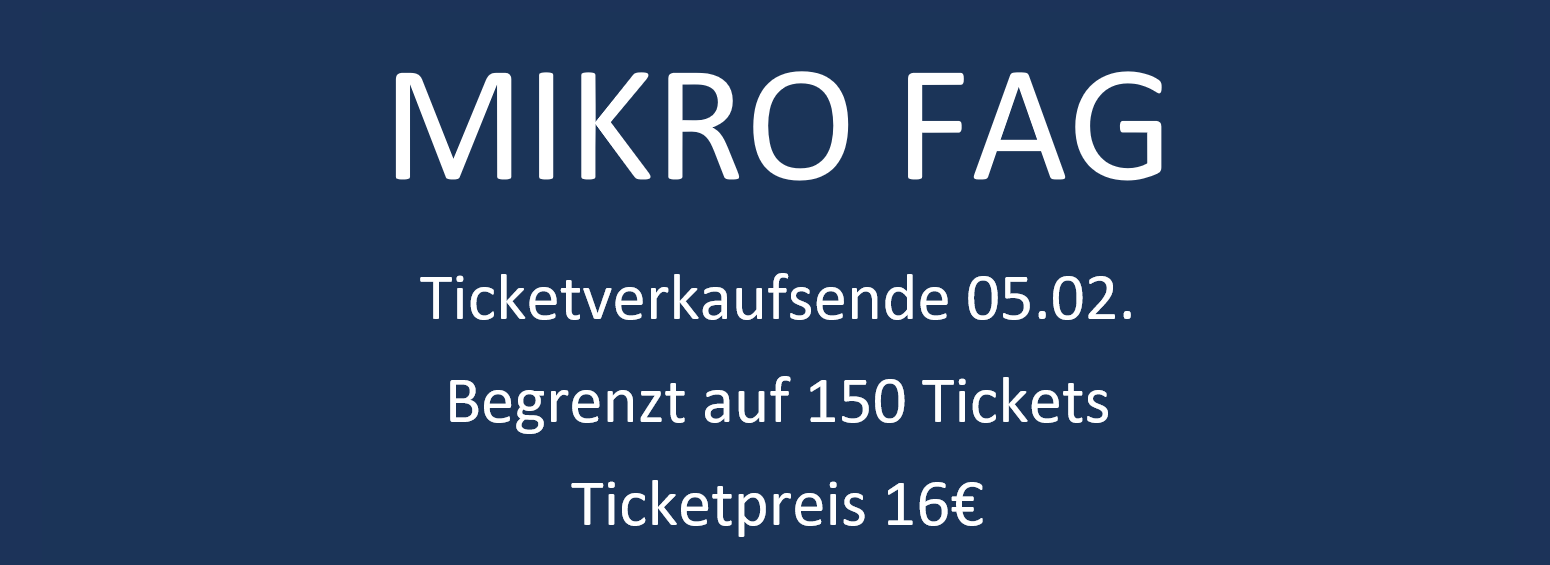 MIKRO FAG
Ticketverkaufsende 05.02.
Begrenzt auf 150 Tickets
Ticketpreis 16€